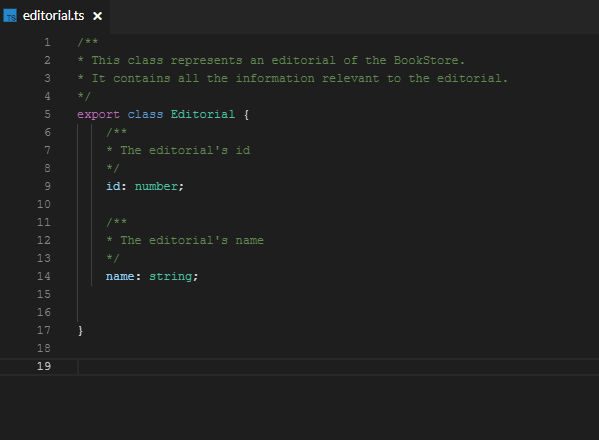 TS editorial.ts ×
1 /**
2 * This class represents an editorial of the BookStore.
3 * It contains all the information relevant to the editorial.
4 */
5 export class Editorial {
6 /**
7 * The editorial's id
8 */
9 id: number;
10
11 /**
12 * The editorial's name
13 */
14 name: string;
15
16
17 }
18
19